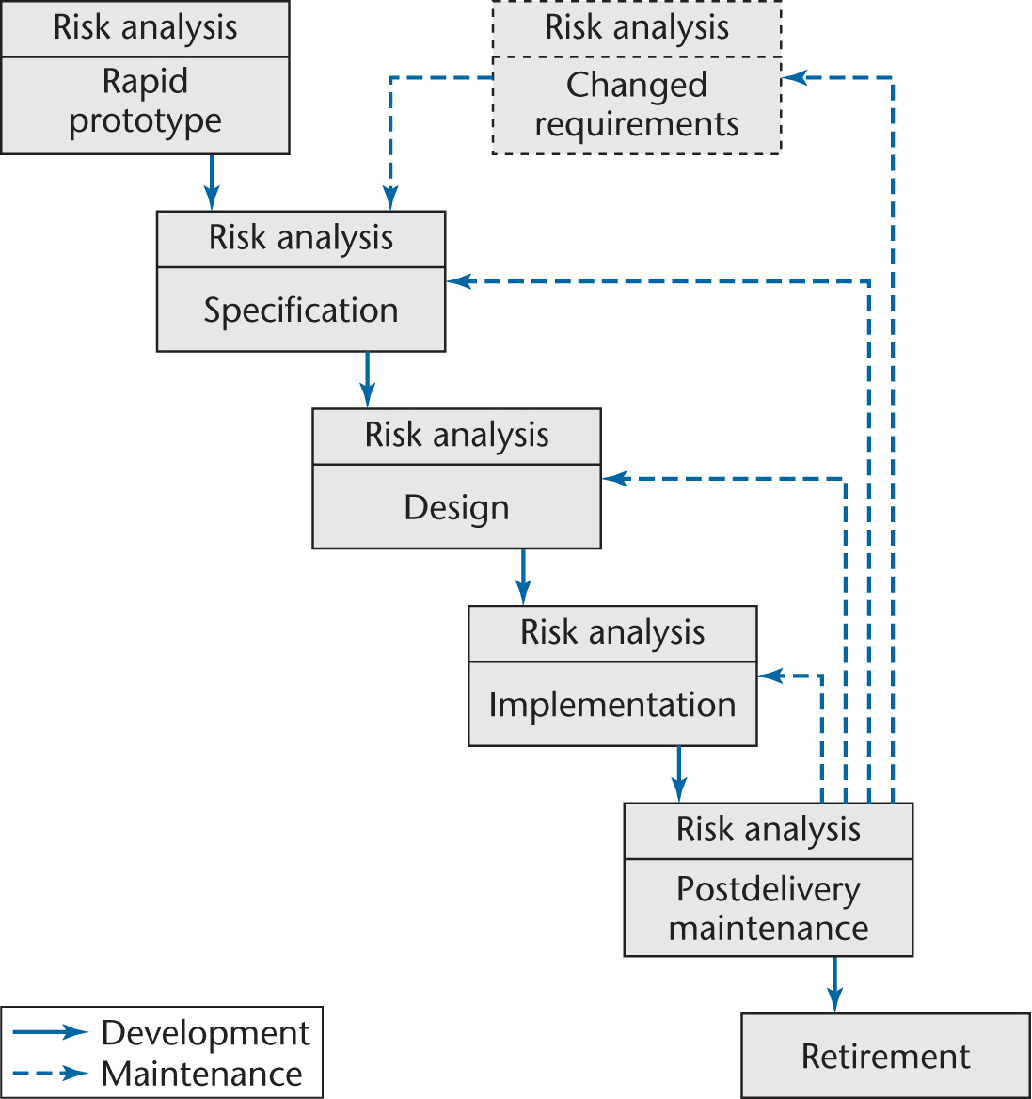 Risk analysis
Rapid
prototype
Risk analysis
Changed
requirements
Risk analysis
Specification
Risk analysis
Design
Risk analysis
Implementation
Risk analysis
Postdelivery
maintenance
Retirement
Development
Maintenance